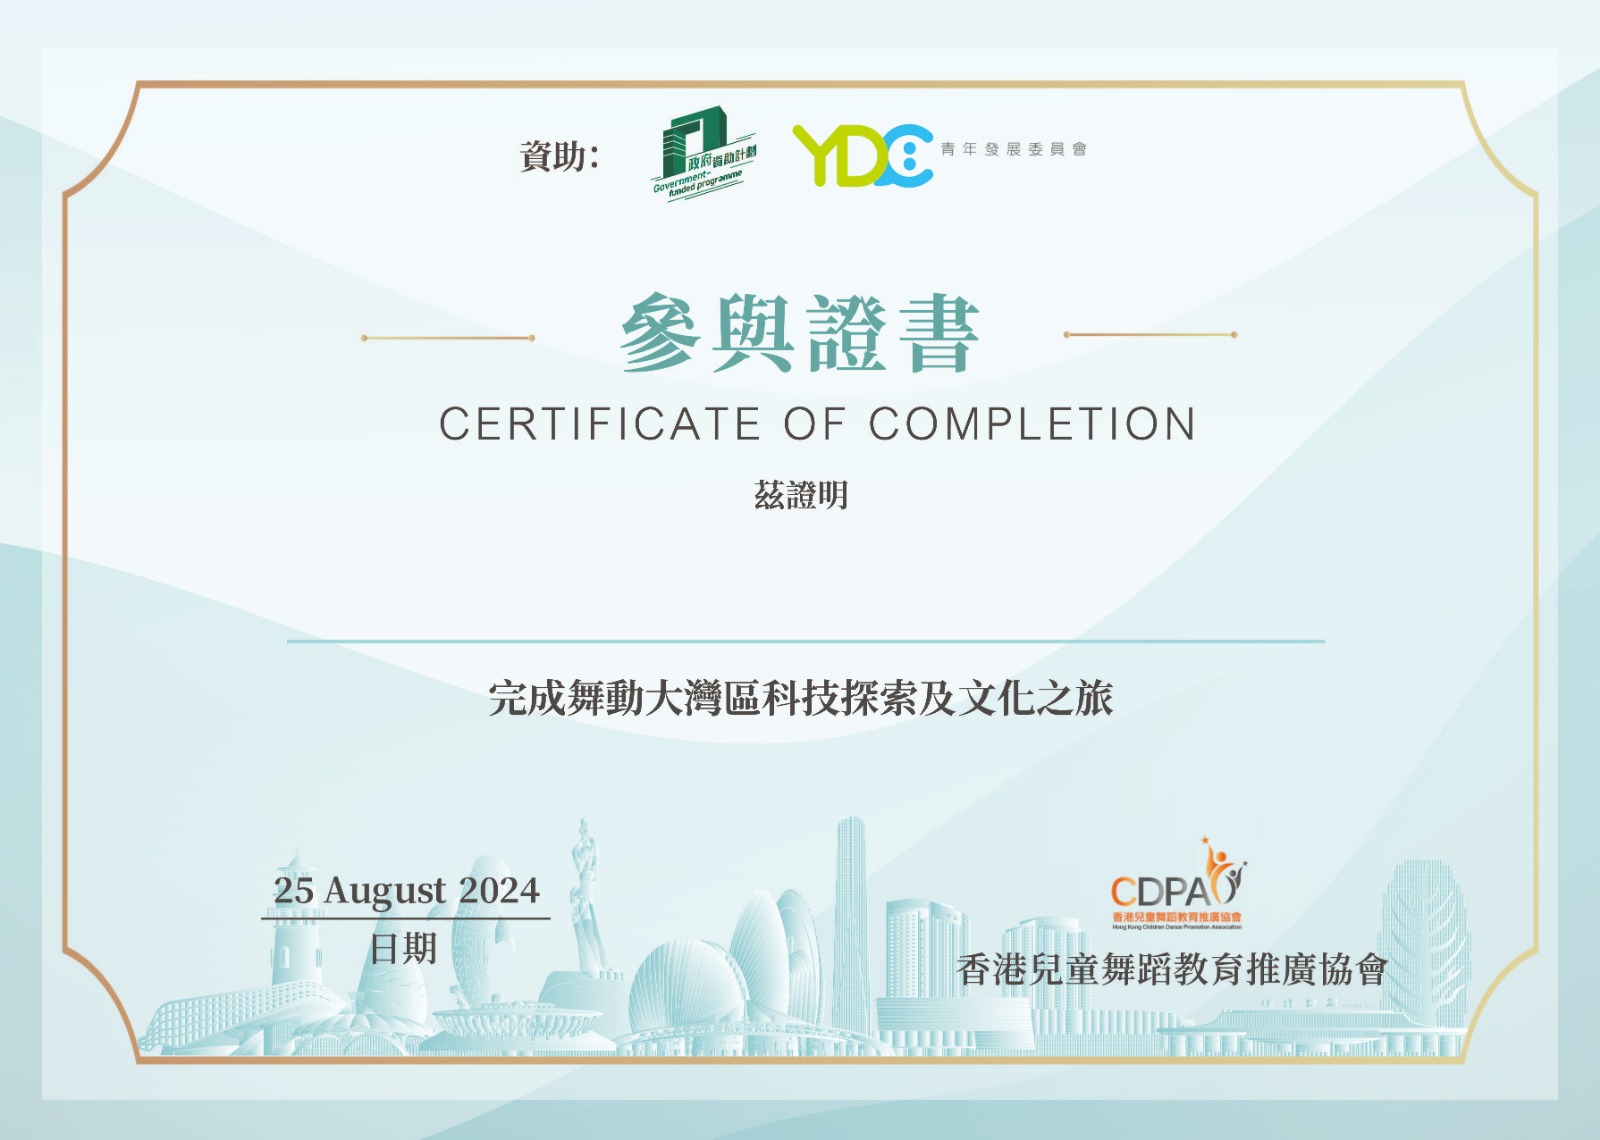 資助：
政府資助計劃
Government-
funded programme
YDC 青年發展委員會
參與證書
CERTIFICATE OF COMPLETION
茲證明
完成舞動大灣區科技探索及文化之旅
25 August 2024
日期
CDPA
香港兒童舞蹈教育推廣協會
Hong Kong Children Dance Promotion Association
香港兒童舞蹈教育推廣協會